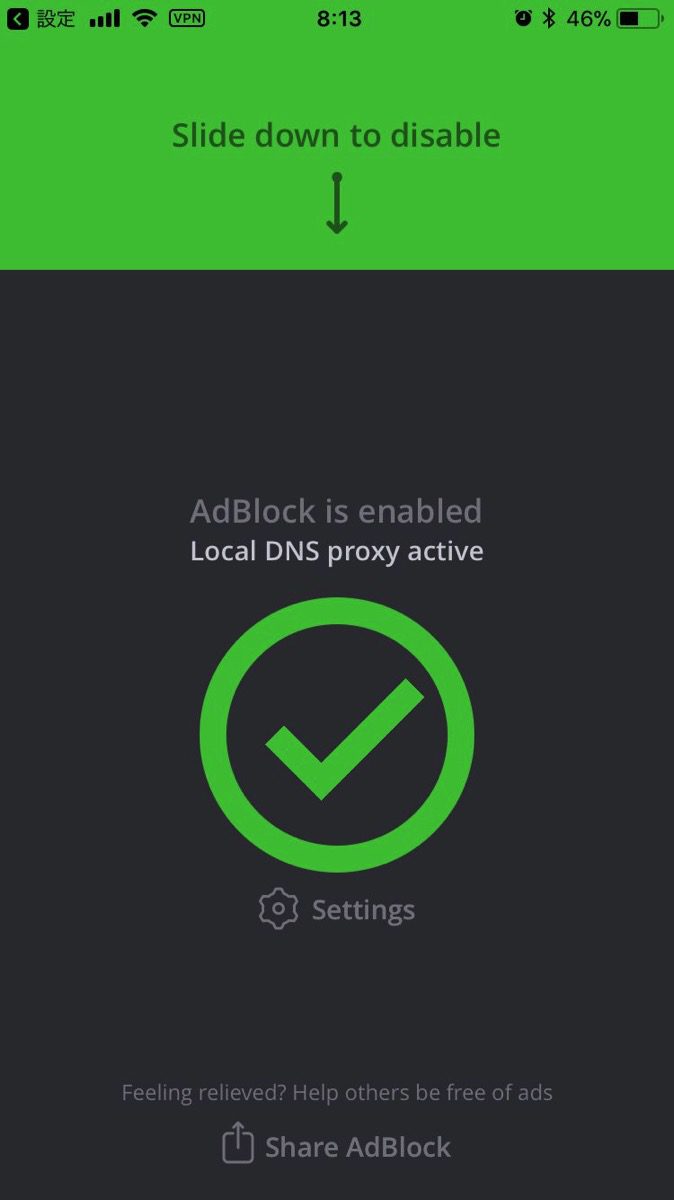 設定 VPN 8:13 46%
Slide down to disable
AdBlock is enabled
Local DNS proxy active
Settings
Feeling relieved? Help others be free of ads
Share AdBlock